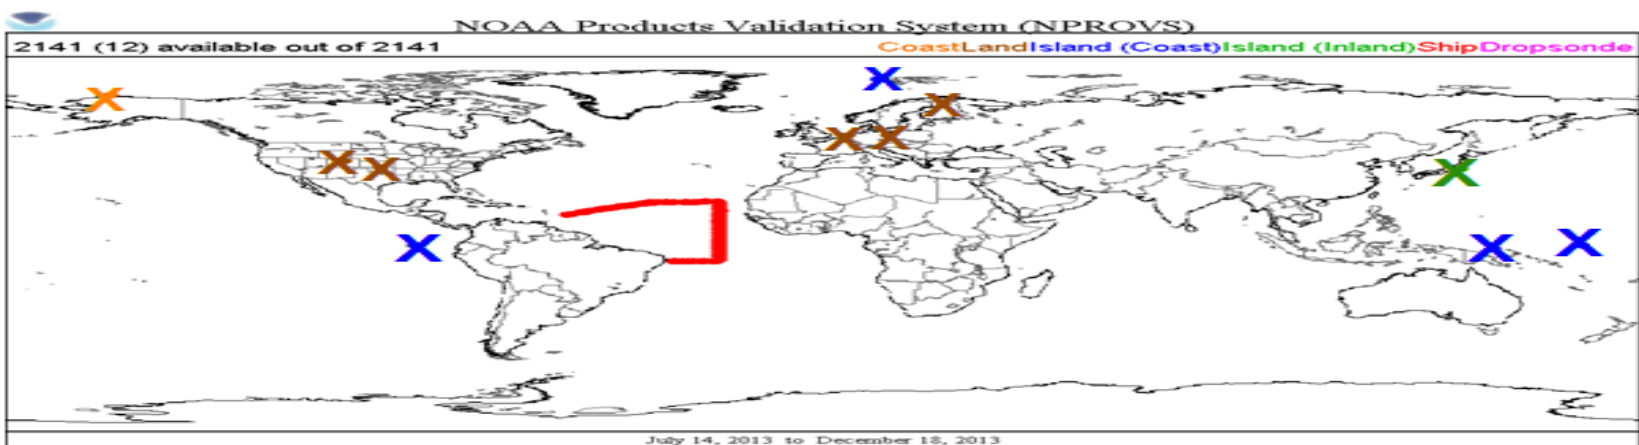 NOAA Products Validation System (NPROVS)
2141 (12) available out of 2141 CoastLandIsland (Coast)Island (Inland)ShipDropsonde
July 14, 2013 to December 18, 2013